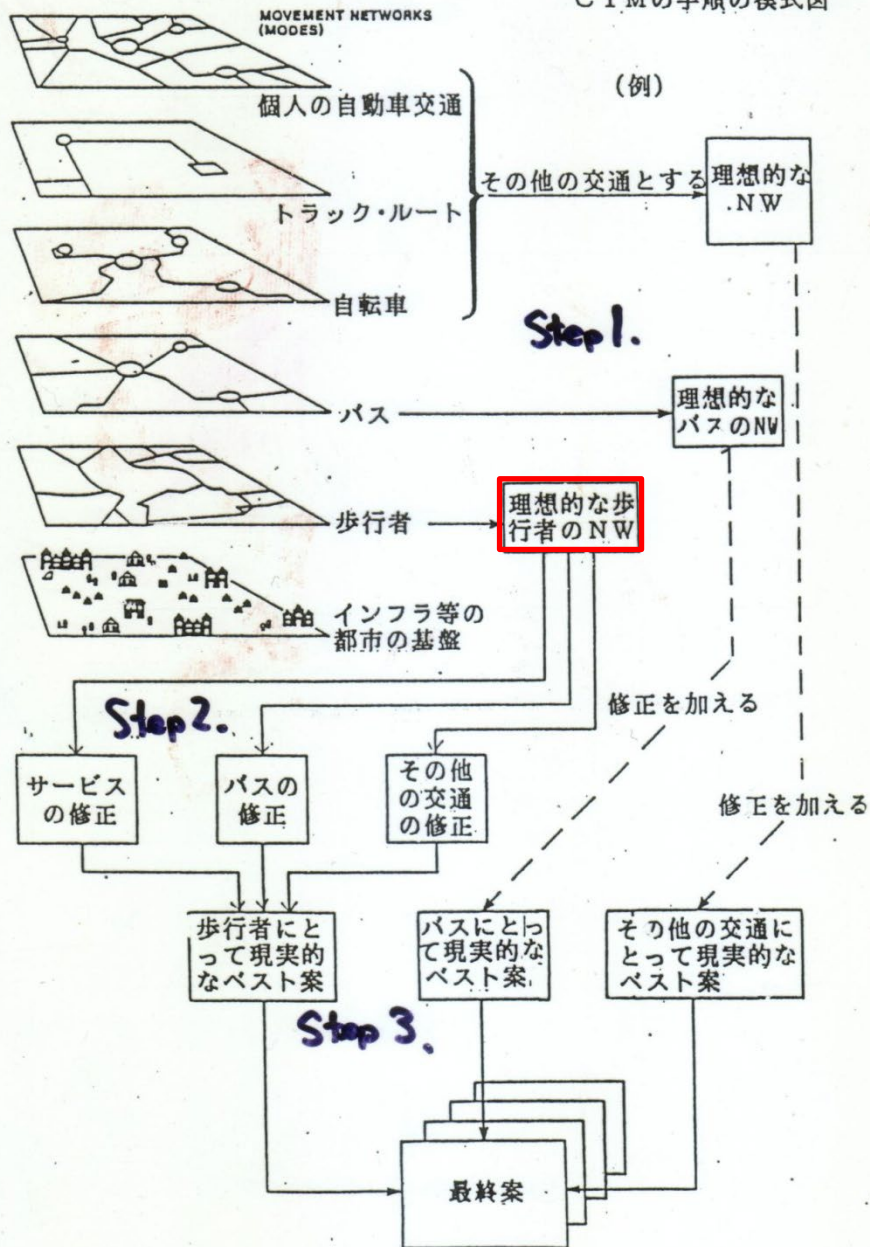 CTMの手順の模式図
MOVEMENT NETWORKS
(MODES)
(例)
個人の自動車交通
その他の交通とする
理想的な
NW
トラック・ルート
自転車
Step 1.
バス
理想的な
バスのNW
歩行者
理想的な歩
行者のNW
インフラ等の
都市の基盤
Step 2.
修正を加える
サービス
の修正
バスの
修正
その他
の交通
の修正
修正を加える
歩行者にと
って現実的
なベスト案
バスにとっ
て現実的な
ベスト案
その他の交通に
とって現実的な
ベスト案
Step 3.
最終案